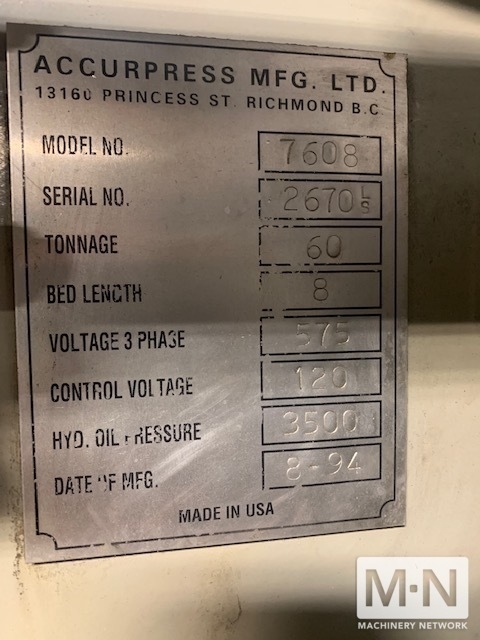 ACCURPRESS MFG. LTD.
13160 PRINCESS ST. RICHMOND B.C.
MODEL NO. 7608
SERIAL NO. 2670 L/S
TONNAGE 60
BED LENGTH 8
VOLTAGE 3 PHASE 575
CONTROL VOLTAGE 120
HYD. OIL PRESSURE 3500
DATE OF MFG. 8-94
MADE IN USA
M·N
MACHINERY NETWORK